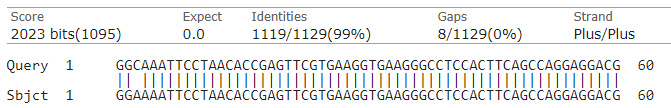 Score Expect Identities Gaps Strand
2023 bits(1095) 0.0 1119/1129(99%) 8/1129(0%) Plus/Plus
Query 1 GGCAAATTCCTAACACCGAGTTCGTGAAGGTGAAGGGCCTCCACTTCAGCCAGGAGGACG 60
|| |||||||||||||||||||||||||||||||||||||||||||||||||||||||||
Sbjct 1 GGAAAATTCCTAACACCGAGTTCGTGAAGGTGAAGGGCCTCCACTTCAGCCAGGAGGACG 60